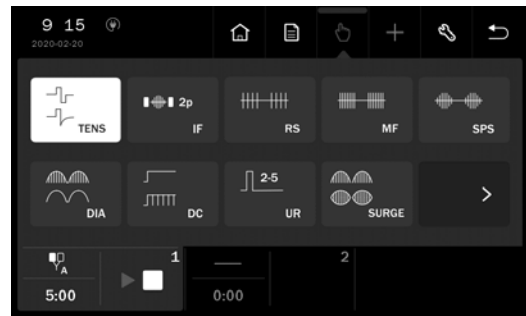 9 15
2020-02-20
TENS
2p
IF
RS
MF
SPS
DIA
DC
2-5
UR
SURGE
1
2
A
5:00
0:00